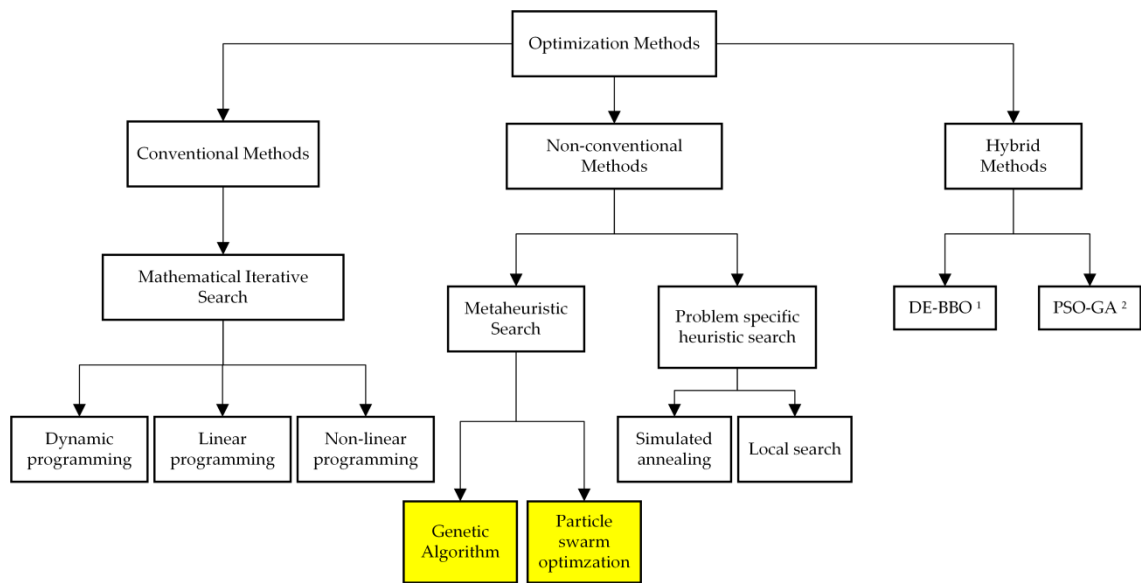 Optimization Methods
Conventional Methods
Non-conventional
Methods
Hybrid
Methods
Mathematical Iterative
Search
Metaheuristic
Search
Problem specific
heuristic search
DE-BBO ¹
PSO-GA ²
Dynamic
programming
Linear
programming
Non-linear
programming
Simulated
annealing
Local search
Genetic
Algorithm
Particle
swarm
optimzation